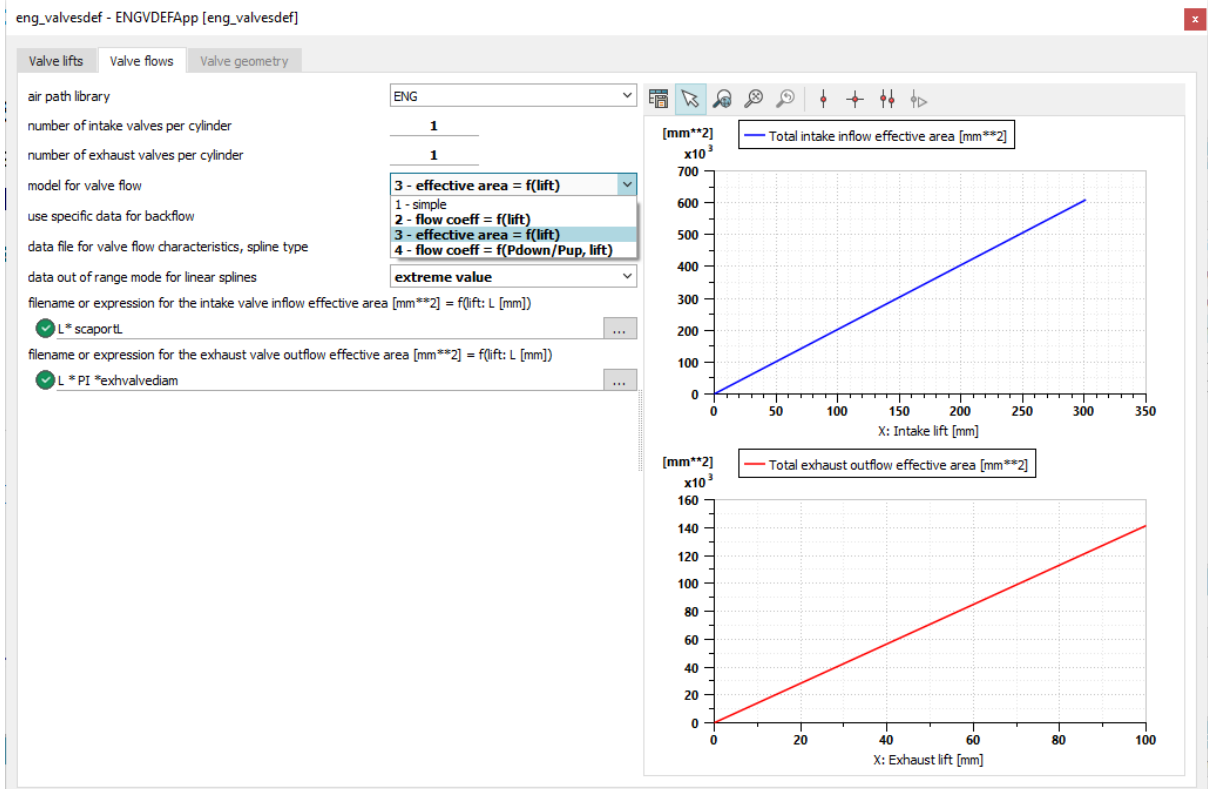 eng_valvesdef - ENGVDEFApp [eng_valvesdef]
x
Valve lifts Valve flows Valve geometry
air path library ENG
number of intake valves per cylinder 1
number of exhaust valves per cylinder 1
model for valve flow 3 - effective area = f(lift)
1 - simple
use specific data for backflow 2 - flow coeff = f(lift)
3 - effective area = f(lift)
data file for valve flow characteristics, spline type 4 - flow coeff = f(Pdown/Pup, lift)
data out of range mode for linear splines extreme value
filename or expression for the intake valve inflow effective area [mm**2] = f(lift: L [mm])
L* scaportL ...
filename or expression for the exhaust valve outflow effective area [mm**2] = f(lift: L [mm])
L * PI *exhvalvediam ...
[mm**2] Total intake inflow effective area [mm**2]
x10 3
700
600
500
400
300
200
100
0
0 50 100 150 200 250 300 350
X: Intake lift [mm]
[mm**2] Total exhaust outflow effective area [mm**2]
x10 3
160
140
120
100
80
60
40
20
0
0 20 40 60 80 100
X: Exhaust lift [mm]